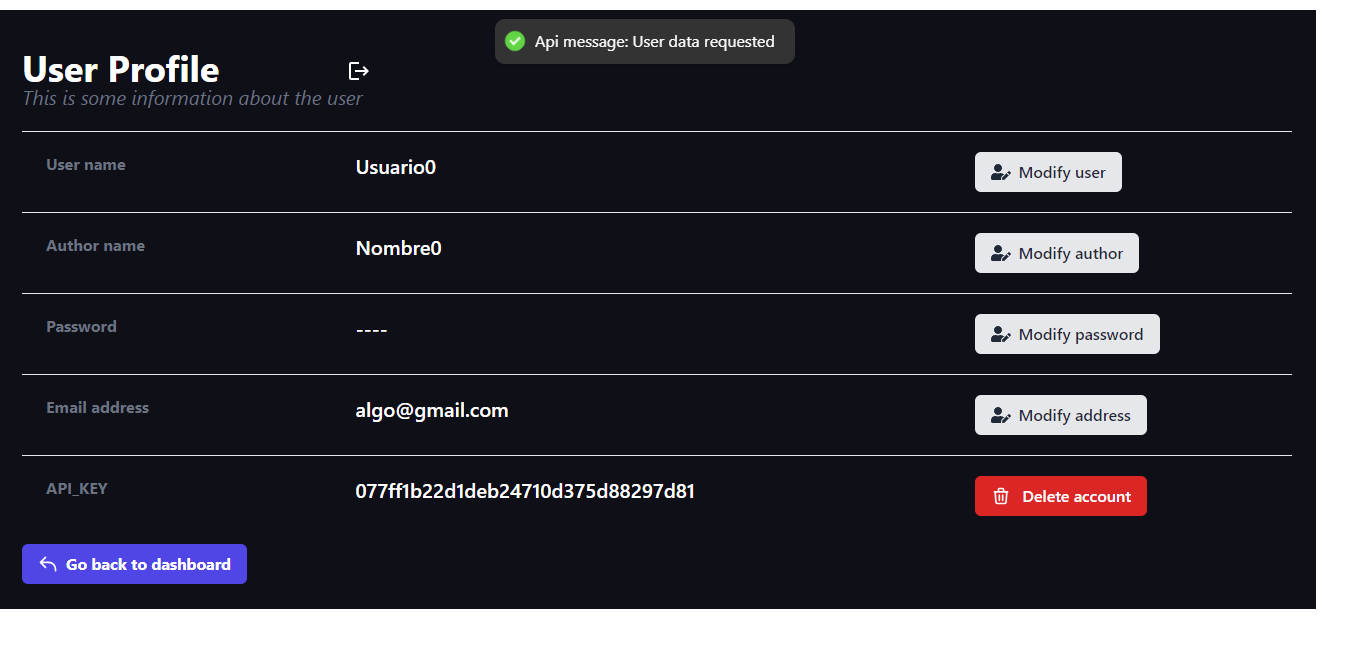 Api message: User data requested
User Profile
This is some information about the user
User name
Usuario0
Modify user
Author name
Nombre0
Modify author
Password
----
Modify password
Email address
algo@gmail.com
Modify address
API_KEY
077ff1b22d1deb24710d375d88297d81
Delete account
Go back to dashboard